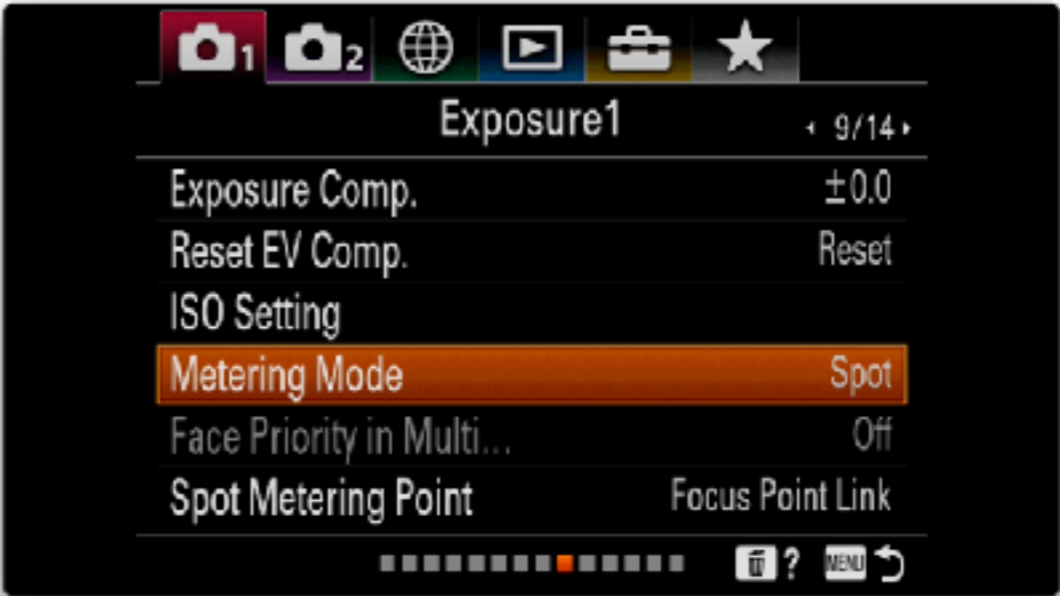 1 2
Exposure1 9/14
Exposure Comp. ±0.0
Reset EV Comp. Reset
ISO Setting
Metering Mode Spot
Face Priority in Multi... Off
Spot Metering Point Focus Point Link
? MENU